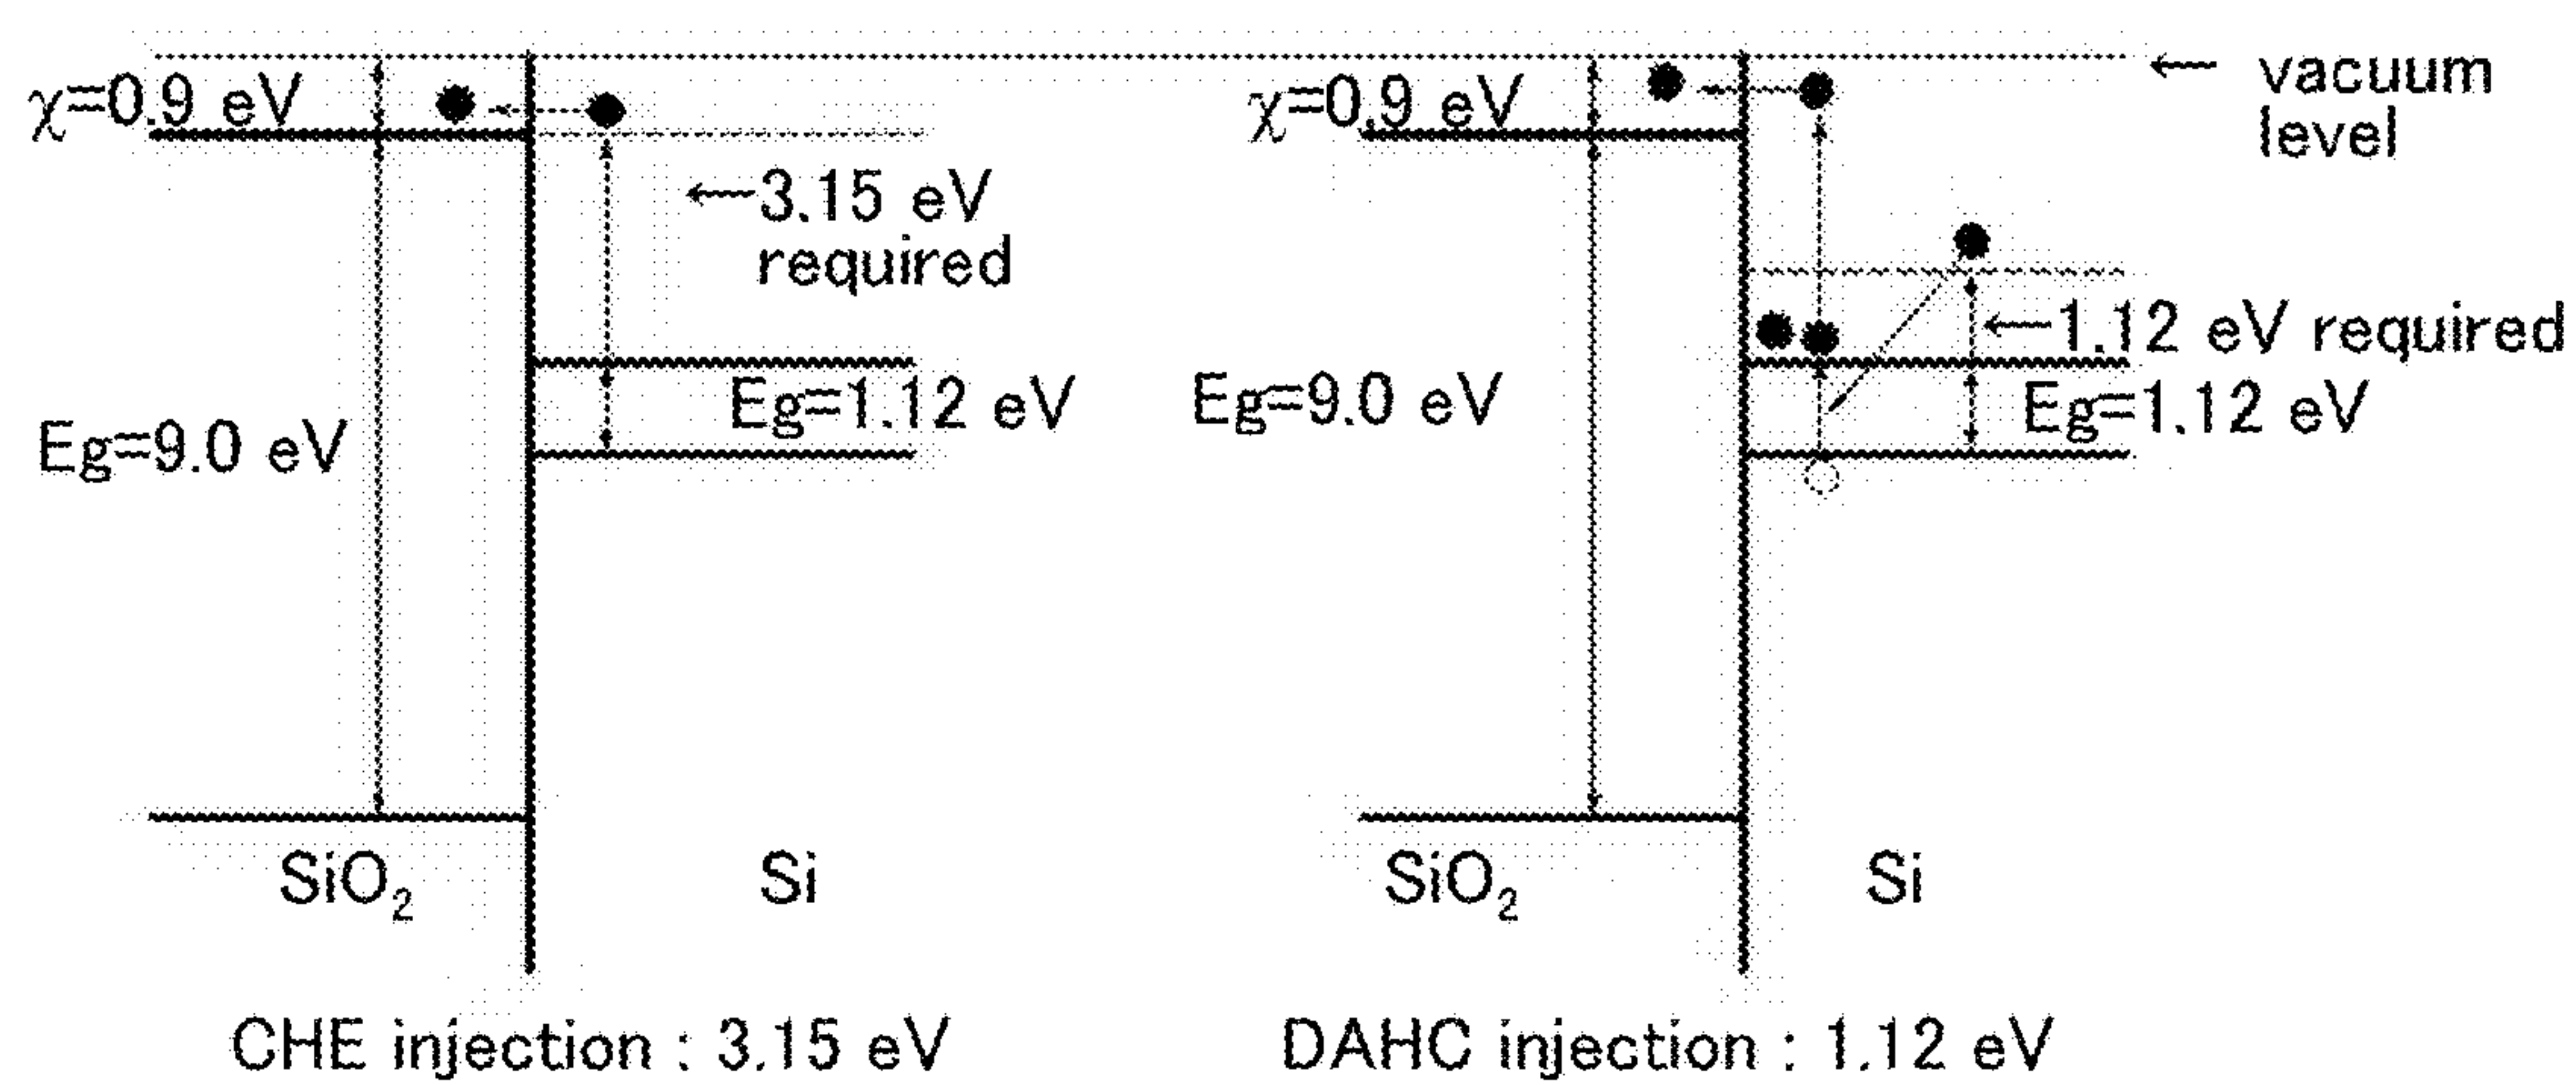 χ=0.9 eV
←3.15 eV
required
Eg=1.12 eV
Eg=9.0 eV
SiO₂
Si
CHE injection : 3.15 eV
χ=0.9 eV
← vacuum
level
←1.12 eV required
Eg=9.0 eV
Eg=1.12 eV
SiO₂
Si
DAHC injection : 1.12 eV